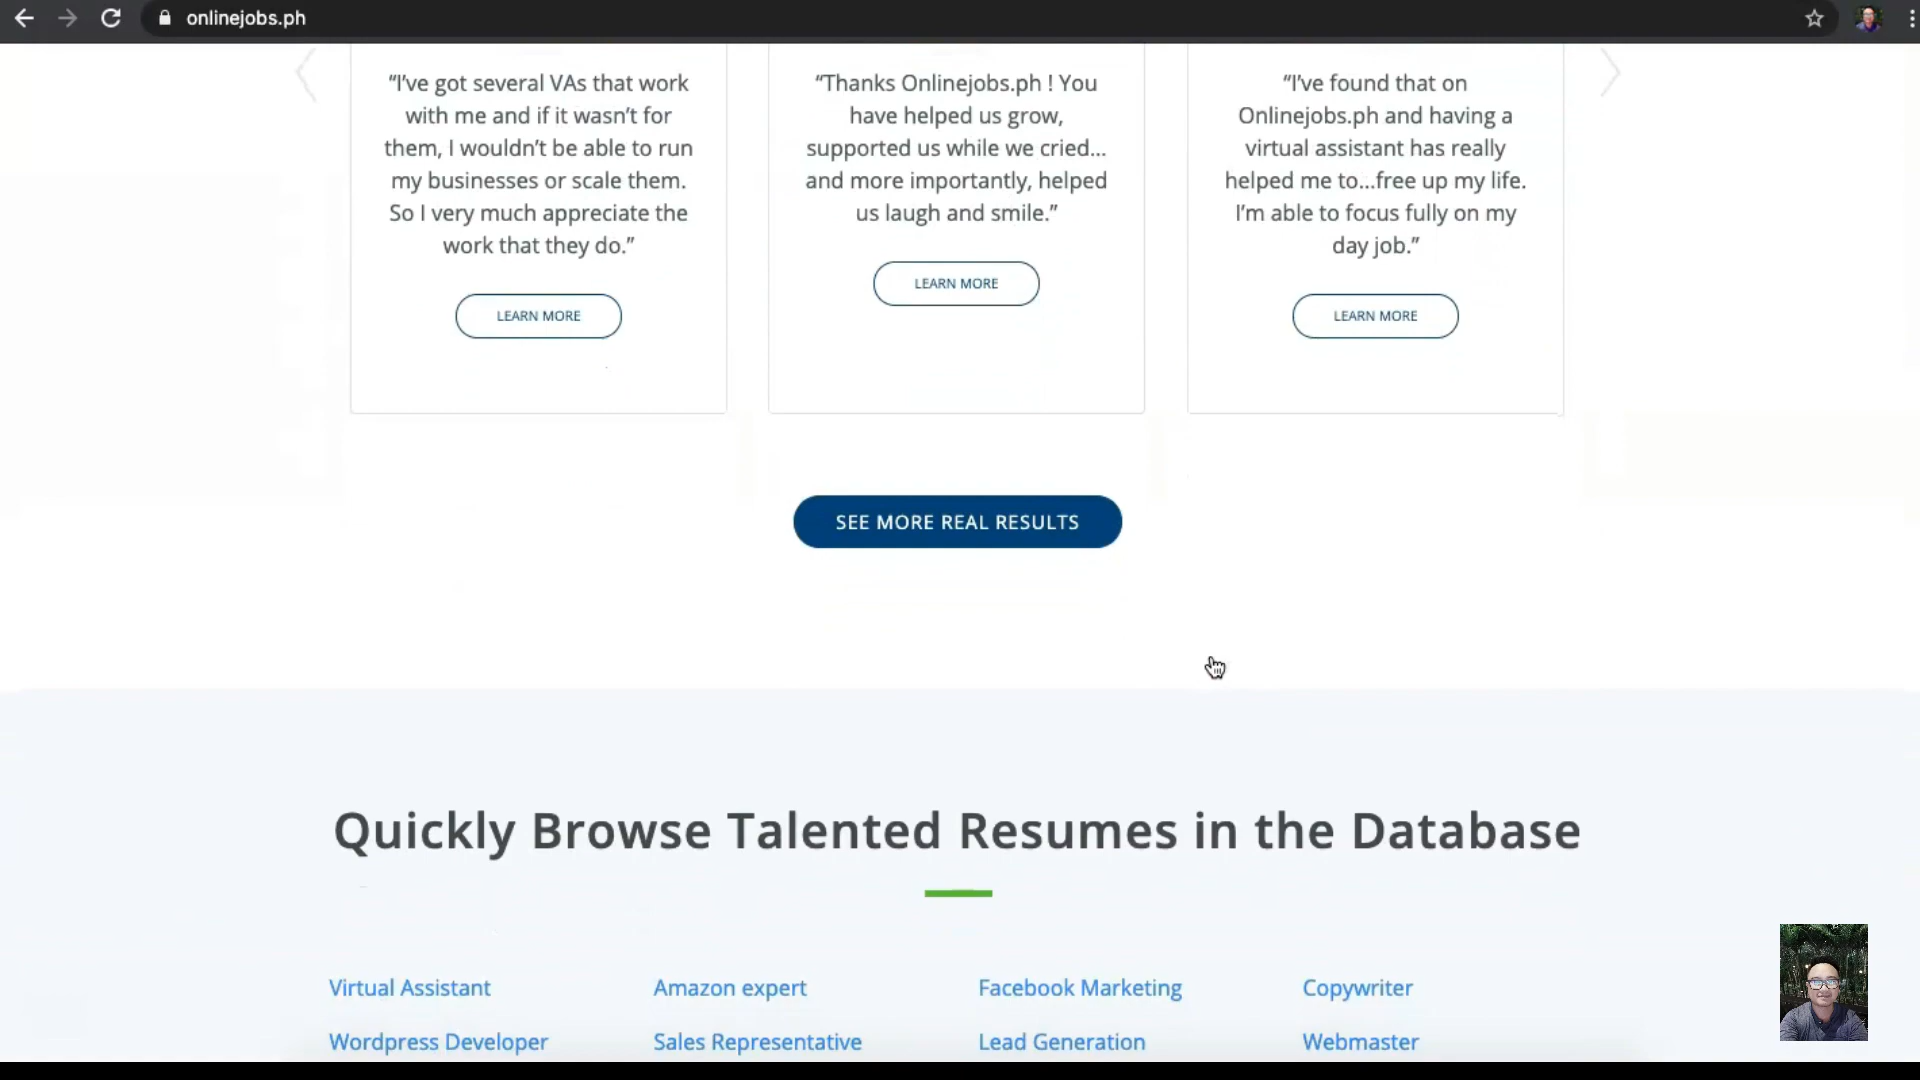 onlinejobs.ph
“I’ve got several VAs that work
with me and if it wasn’t for
them, I wouldn’t be able to run
my businesses or scale them.
So I very much appreciate the
work that they do.”
LEARN MORE
“Thanks Onlinejobs.ph ! You
have helped us grow,
supported us while we cried...
and more importantly, helped
us laugh and smile.”
LEARN MORE
“I’ve found that on
Onlinejobs.ph and having a
virtual assistant has really
helped me to...free up my life.
I’m able to focus fully on my
day job.”
LEARN MORE
SEE MORE REAL RESULTS
Quickly Browse Talented Resumes in the Database
Virtual Assistant
Amazon expert
Facebook Marketing
Copywriter
Wordpress Developer
Sales Representative
Lead Generation
Webmaster